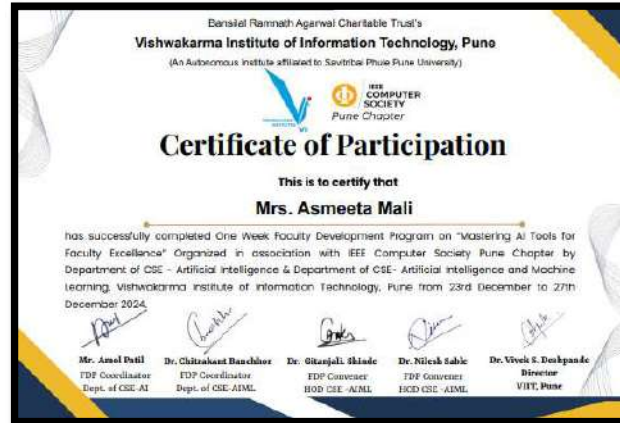 Bansilal Ramnath Agarwal Charitable Trust's
Vishwakarma Institute of Information Technology, Pune
(An Autonomous Institute affiliated to Savitribai Phule Pune University)
IEEE
COMPUTER
SOCIETY
Pune Chapter
Certificate of Participation
This is to certify that
Mrs. Asmeeta Mali
has successfully completed One Week Faculty Development Program on "Mastering AI Tools for
Faculty Excellence" Organized in association with IEEE Computer Society Pune Chapter by
Department of CSE - Artificial Intelligence & Department of CSE- Artificial Intelligence and Machine
Learning, Vishwakarma Institute of Information Technology, Pune from 23rd December to 27th
December 2024.
Mr. Amol Patil Dr. Chitrakant Banchhor Dr. Gitanjali. Shinde Dr. Nilesh Sable Dr. Vivek S. Deshpande
FDP Coordinator FDP Coordinator FDP Convener FDP Convener Director
Dept. of CSE-AI Dept. of CSE-AIML HOD CSE -AIML HOD CSE -AIML VIIT, Pune